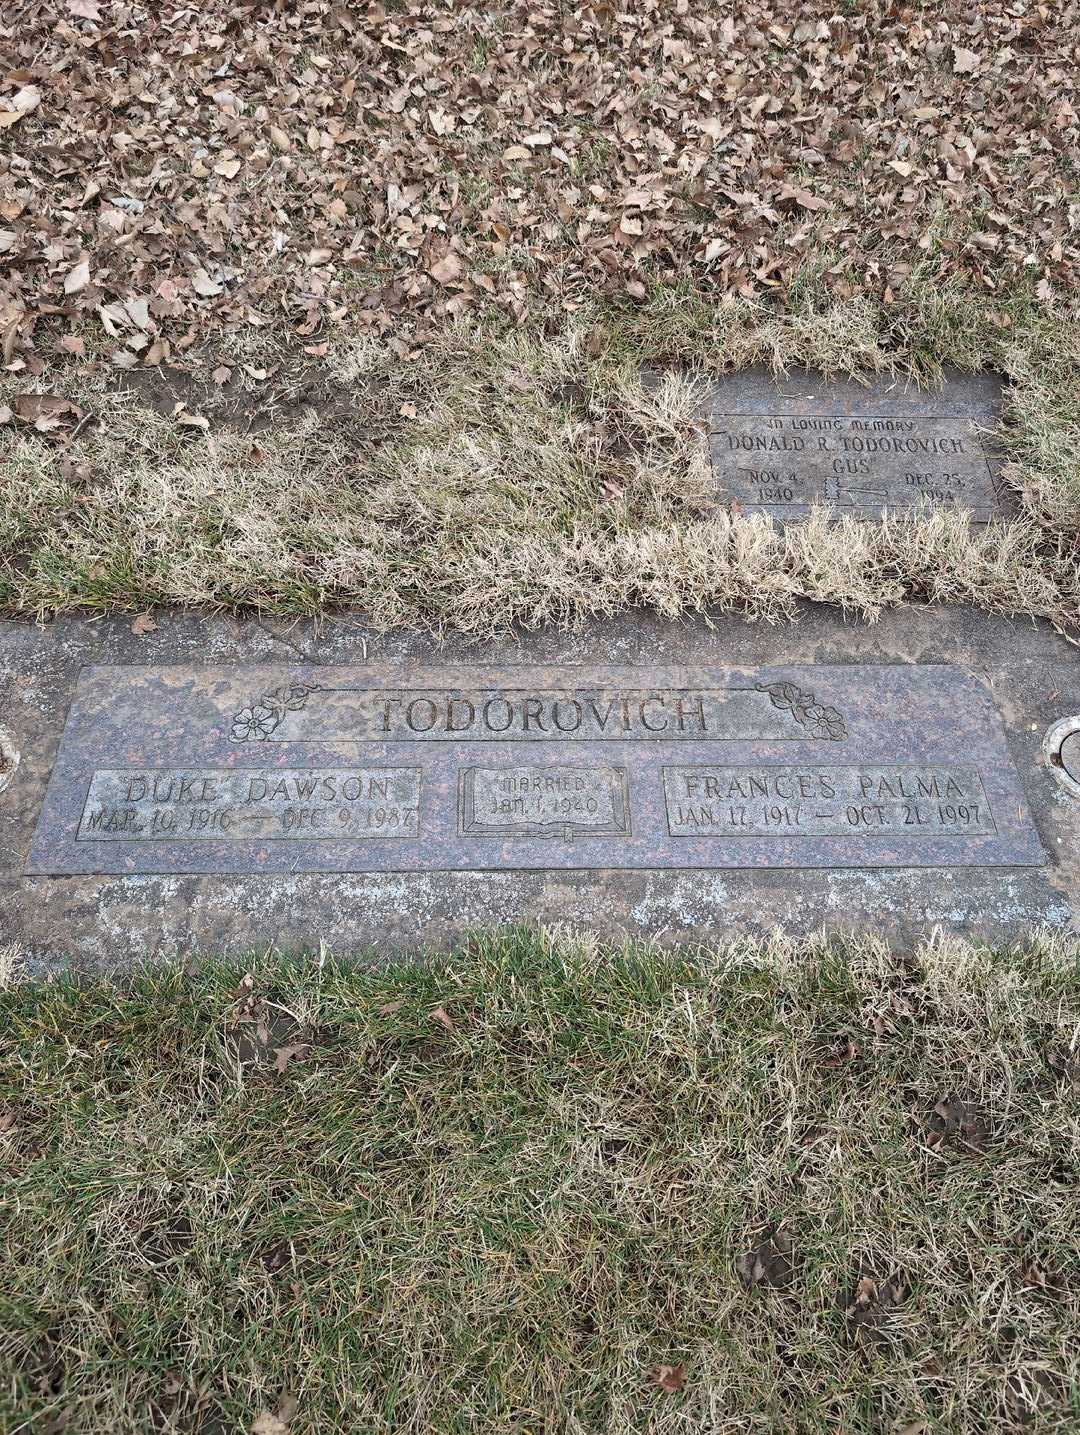 IN LOVING MEMORY
DONALD R. TODOROVICH
"GUS"
NOV. 4, 1940
DEC. 25, 1994
TODOROVICH
DUKE DAWSON
MAR. 10, 1916 — DEC. 9, 1987
MARRIED
JAN. 1, 1940
FRANCES PALMA
JAN. 17, 1917 — OCT. 21, 1997